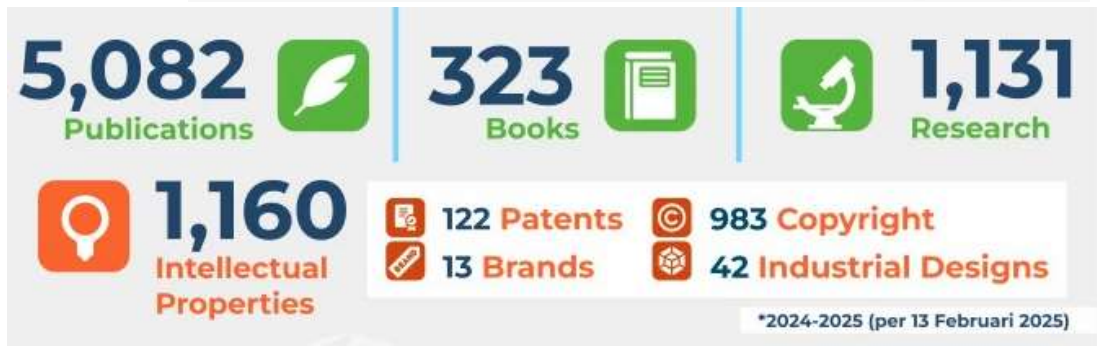 5,082
Publications
323
Books
1,131
Research
1,160
Intellectual
Properties
122 Patents
983 Copyright
BRAND
13 Brands
42 Industrial Designs
*2024-2025 (per 13 Februari 2025)